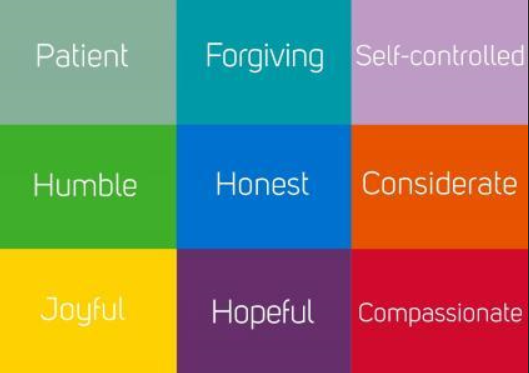 Patient Forgiving Self-controlled
Humble Honest Considerate
Joyful Hopeful Compassionate